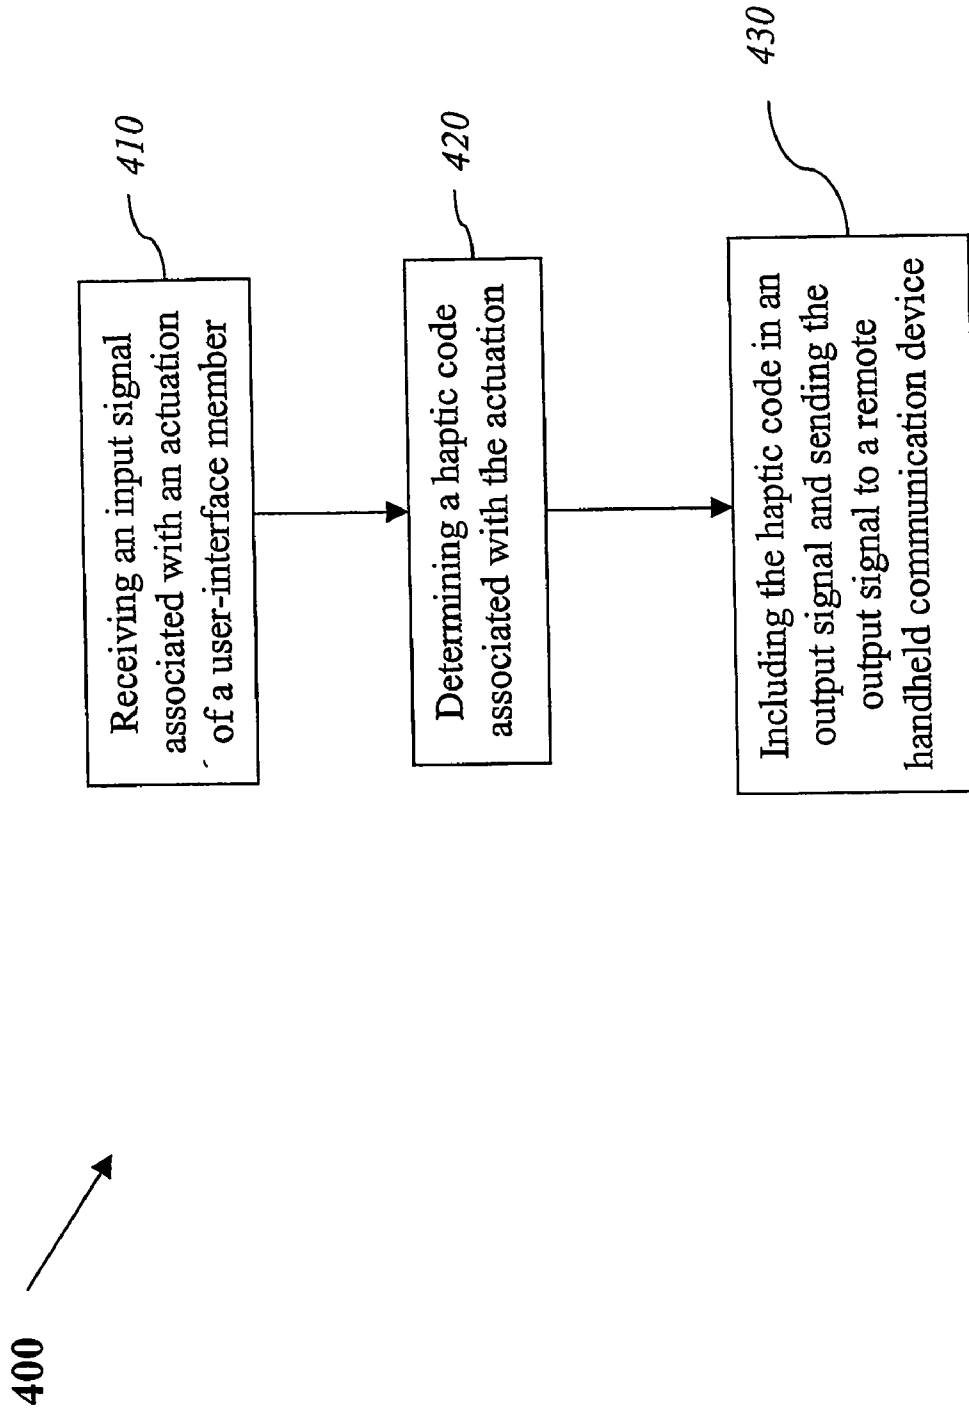 400
410
Receiving an input signal
associated with an actuation
of a user-interface member
420
Determining a haptic code
associated with the actuation
430
Including the haptic code in an
output signal and sending the
output signal to a remote
handheld communication device